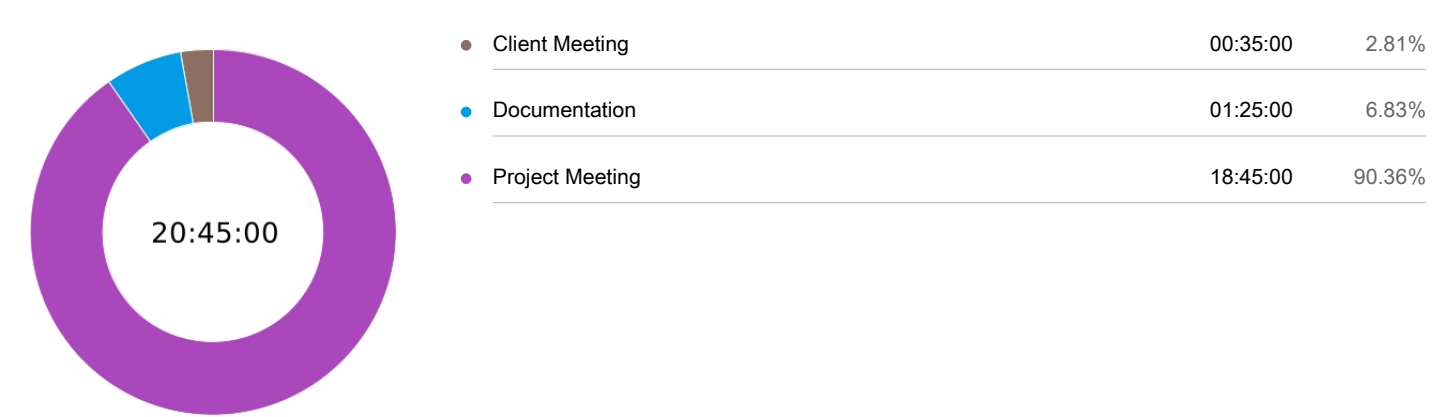 Client Meeting 00:35:00 2.81%
Documentation 01:25:00 6.83%
Project Meeting 18:45:00 90.36%
20:45:00